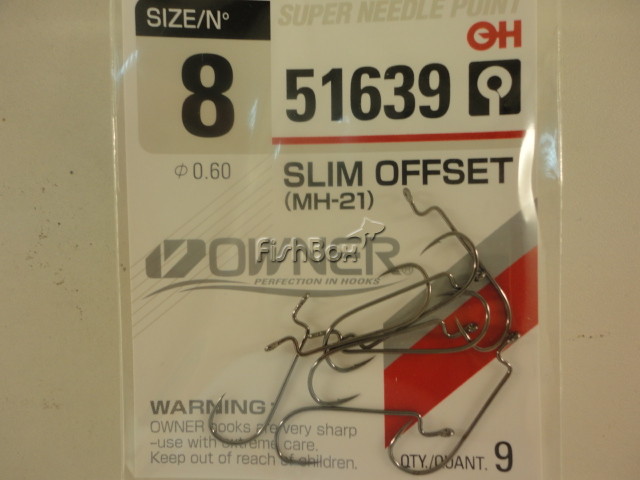 SIZE/Nº
8
Φ 0.60
SUPER NEEDLE POINT
OH
51639
SLIM OFFSET
(MH-21)
FishBox
OWNER®
PERFECTION IN HOOKS
WARNING:
OWNER hooks are very sharp
-use with extreme care.
Keep out of reach of children.
QTY./QUANT. 9